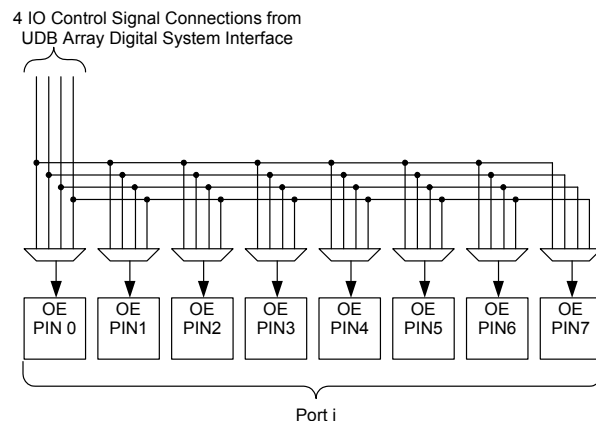 4 IO Control Signal Connections from
UDB Array Digital System Interface
OE OE OE OE OE OE OE OE
PIN 0 PIN1 PIN2 PIN3 PIN4 PIN5 PIN6 PIN7
Port i